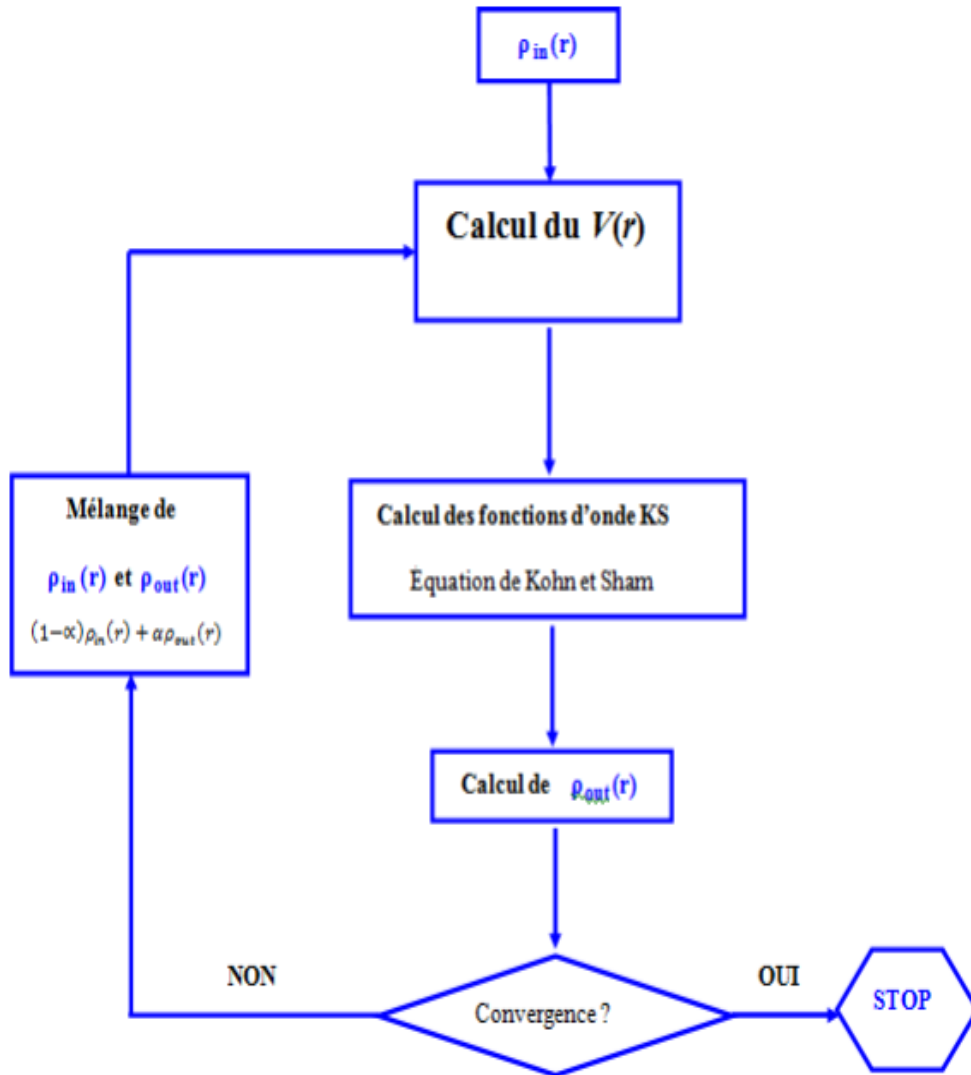 ρ in (r)
Calcul du V(r)
Calcul des fonctions d'onde KS
Équation de Kohn et Sham
Mélange de
ρin (r) et ρout(r)
(1−∝)ρin(r) + αρout(r)
Calcul de ρout(r)
Convergence ?
NON
OUI
STOP